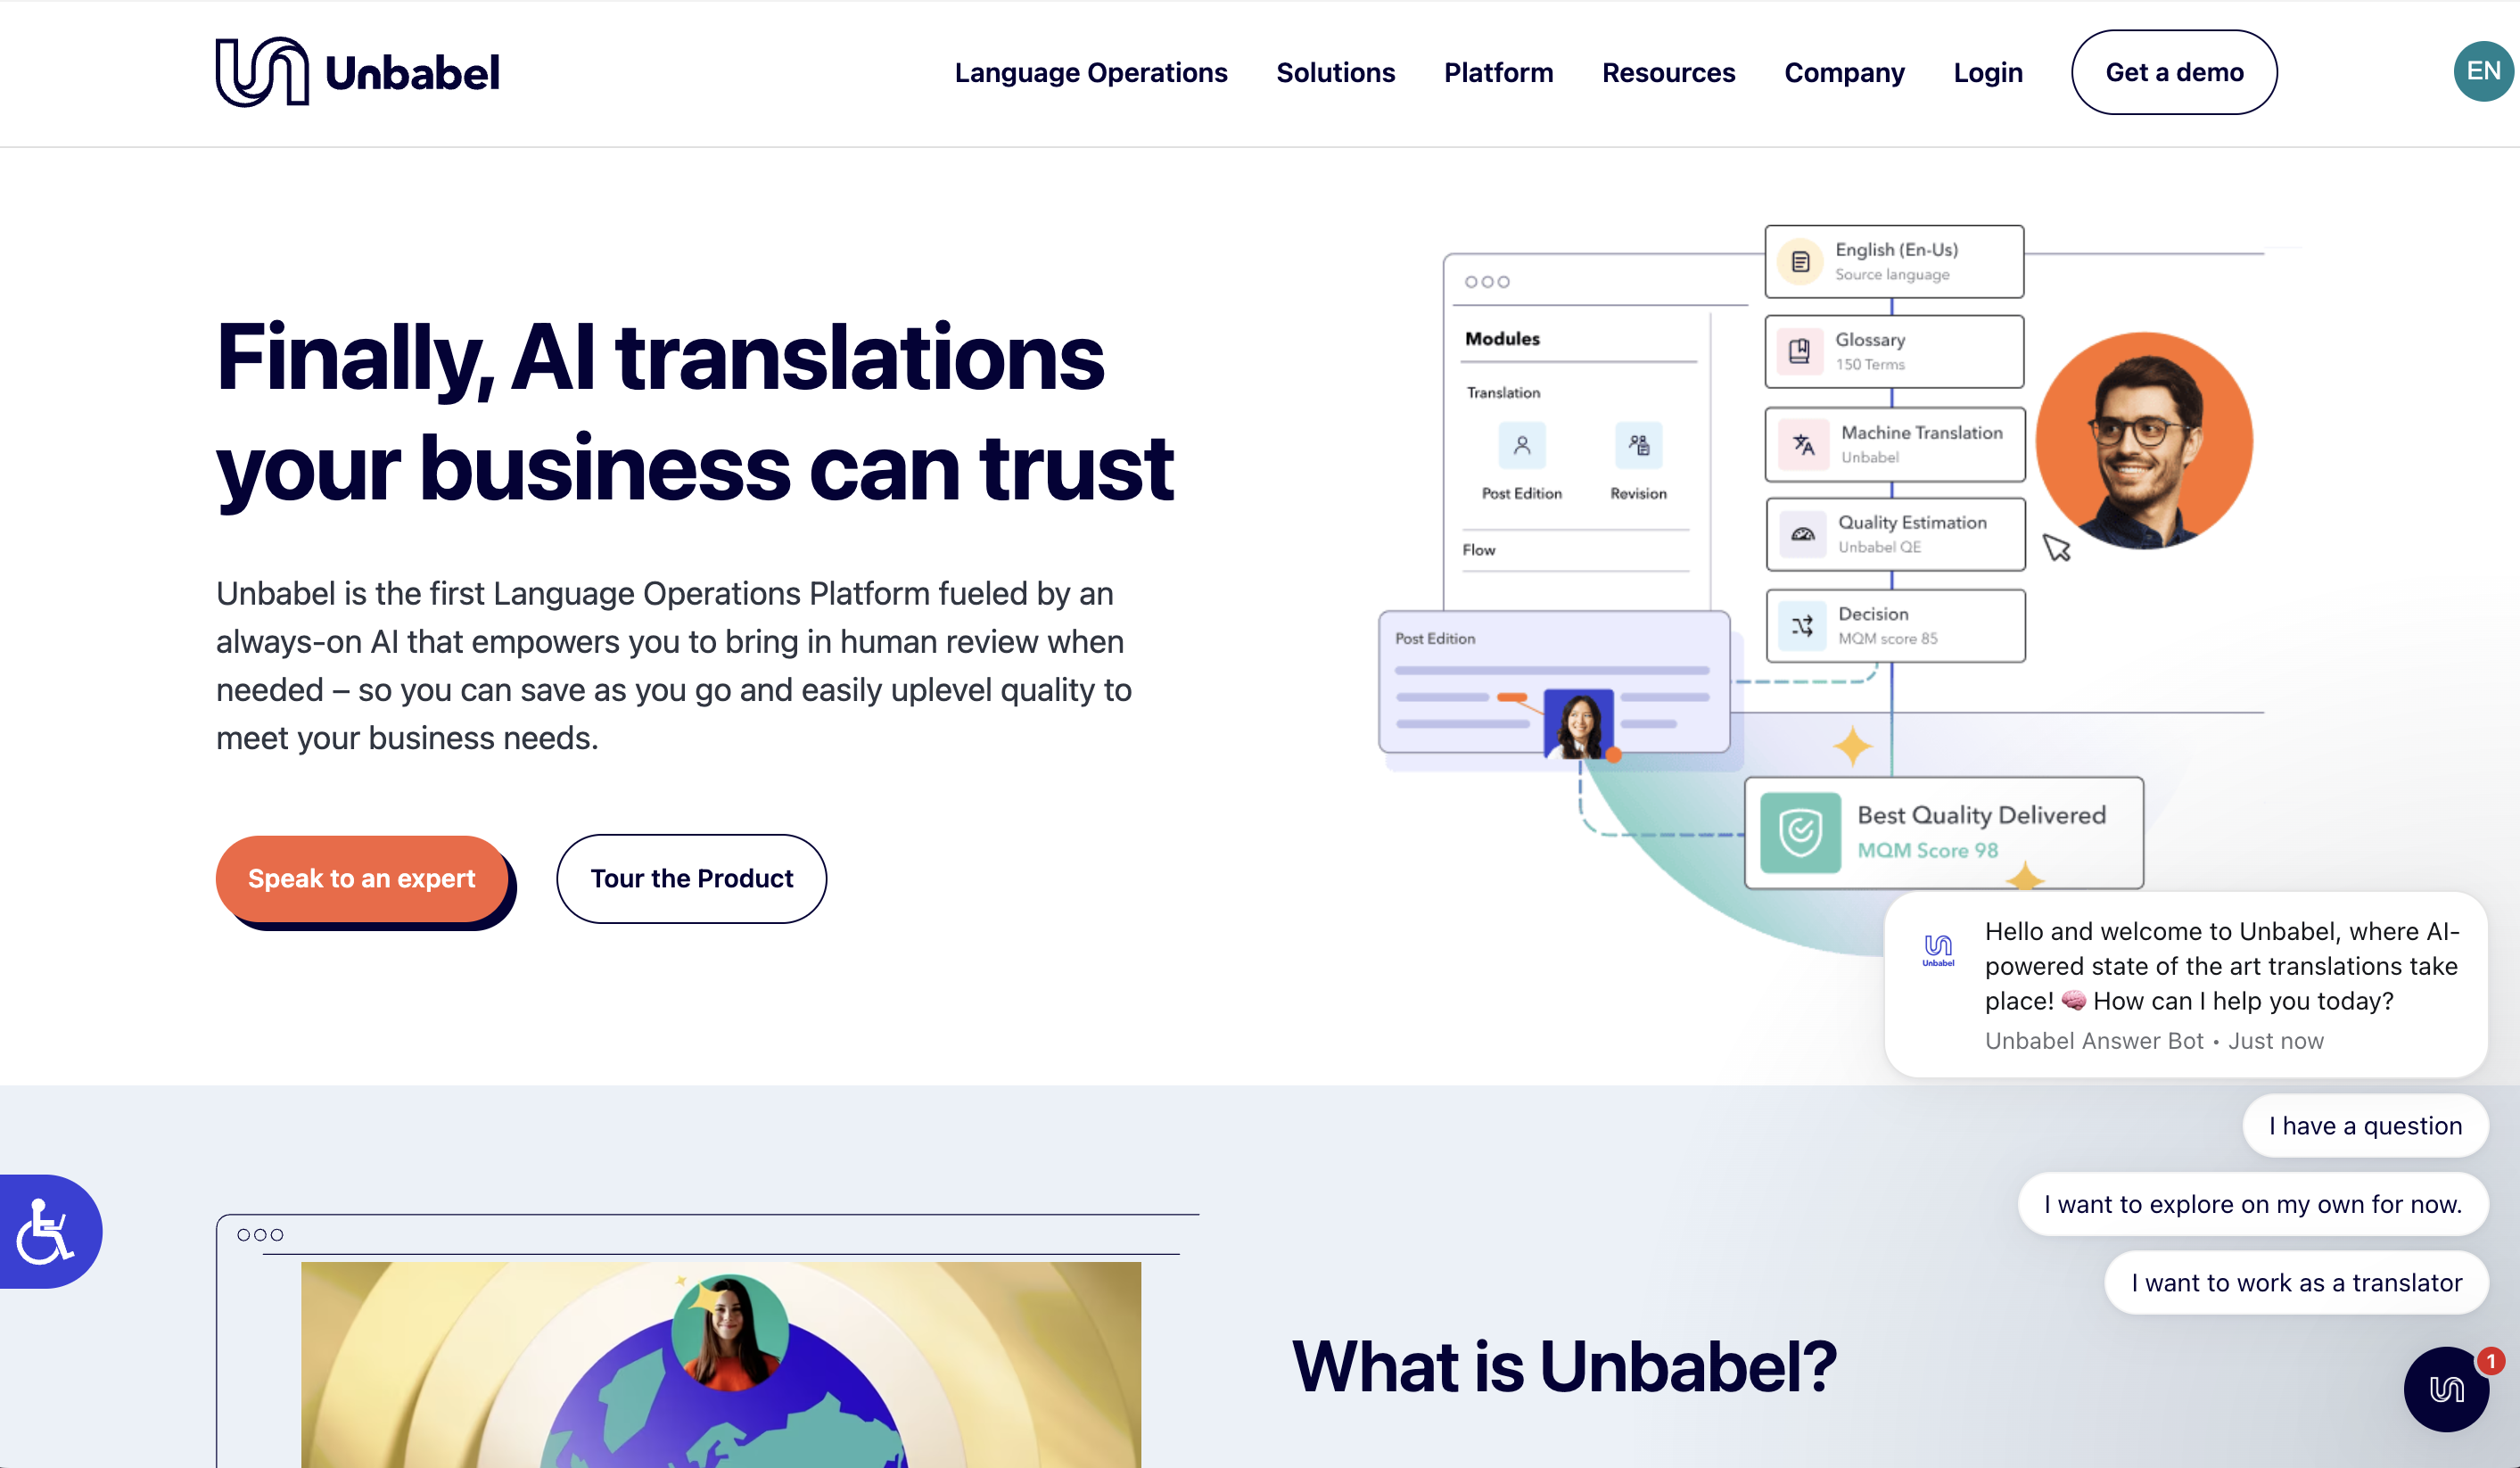 Unbabel
Language Operations
Solutions
Platform
Resources
Company
Login
Get a demo
EN
Finally, AI translations
your business can trust
Unbabel is the first Language Operations Platform fueled by an
always-on AI that empowers you to bring in human review when
needed – so you can save as you go and easily uplevel quality to
meet your business needs.
Speak to an expert
Tour the Product
Modules
Translation
Post Edition
Revision
Flow
English (En-Us)
Source language
Glossary
150 Terms
Machine Translation
Unbabel
Quality Estimation
Unbabel QE
Decision
MQM score 85
Post Edition
Best Quality Delivered
MQM Score 98
Unbabel
Hello and welcome to Unbabel, where AI-
powered state of the art translations take
place! 🧠 How can I help you today?
Unbabel Answer Bot • Just now
I have a question
I want to explore on my own for now.
I want to work as a translator
What is Unbabel?
1